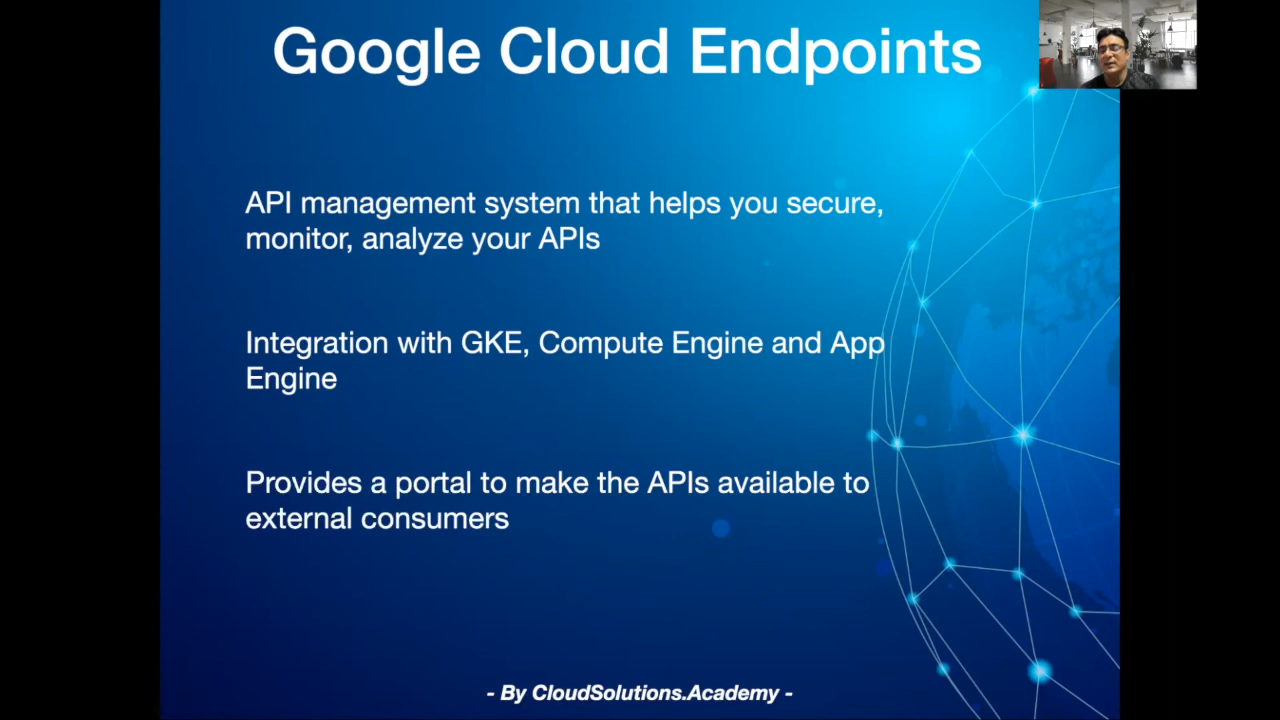 Google Cloud Endpoints
API management system that helps you secure,
monitor, analyze your APIs
Integration with GKE, Compute Engine and App
Engine
Provides a portal to make the APIs available to
external consumers
- By CloudSolutions.Academy -